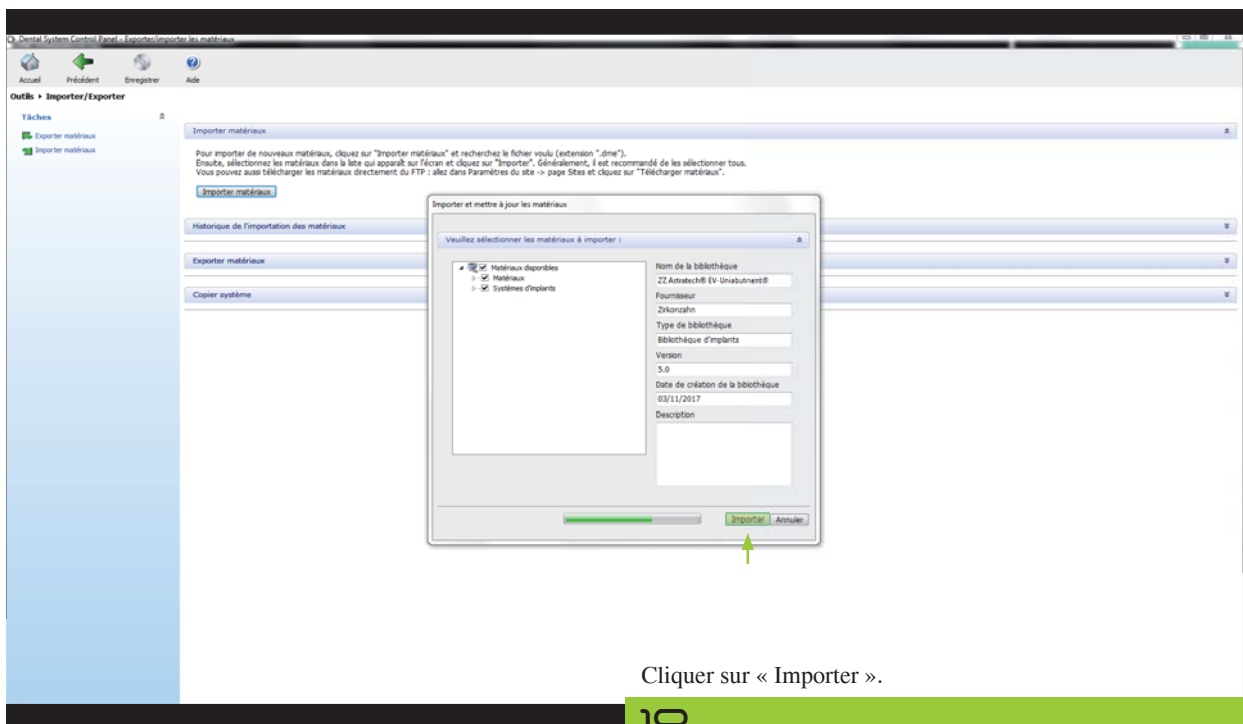 Dental System Control Panel - Exporter/importer les matériaux
Accueil Précédent Enregistrer Aide
Outils ▸ Importer/Exporter
Tâches
Exporter matériaux
Importer matériaux
Importer matériaux
Pour importer de nouveaux matériaux, cliquez sur "Importer matériaux" et recherchez le fichier voulu (extension ".dme").
Ensuite, sélectionnez les matériaux dans la liste qui apparaît sur l'écran et cliquez sur "Importer". Généralement, il est recommandé de les sélectionner tous.
Vous pouvez aussi télécharger les matériaux directement du FTP : allez dans Paramètres du site -> page Sites et cliquez sur "Télécharger matériaux".
Importer matériaux
Historique de l'importation des matériaux
Exporter matériaux
Copier système
Importer et mettre à jour les matériaux
Veuillez sélectionner les matériaux à importer :
Matériaux disponibles
Matériaux
Systèmes d'implants
Nom de la bibliothèque
ZZ Astratech® EV-Uniabutment®
Fournisseur
Zirkonzahn
Type de bibliothèque
Bibliothèque d'implants
Version
5.0
Date de création de la bibiothèque
03/11/2017
Description
Importer Annuler
Cliquer sur « Importer ».